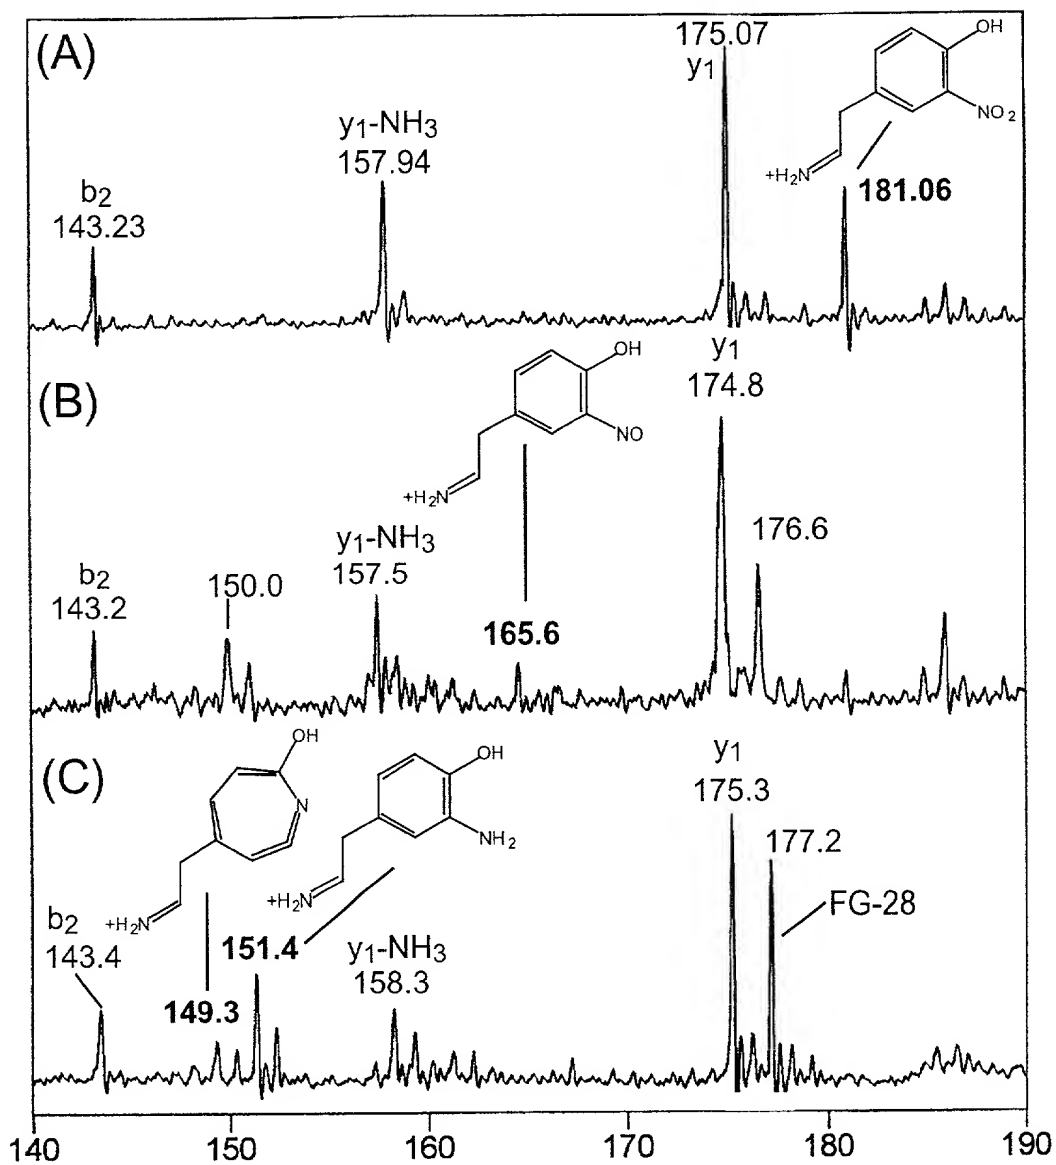 (A)
b2
143.23
y1-NH3
157.94
175.07
y1
OH
NO2
+H2N
181.06
(B)
b2
143.2
150.0
y1-NH3
157.5
OH
NO
+H2N
165.6
y1
174.8
176.6
(C)
b2
143.4
OH
N
+H2N
149.3
OH
NH2
+H2N
151.4
y1-NH3
158.3
y1
175.3
177.2
FG-28
140 150 160 170 180 190